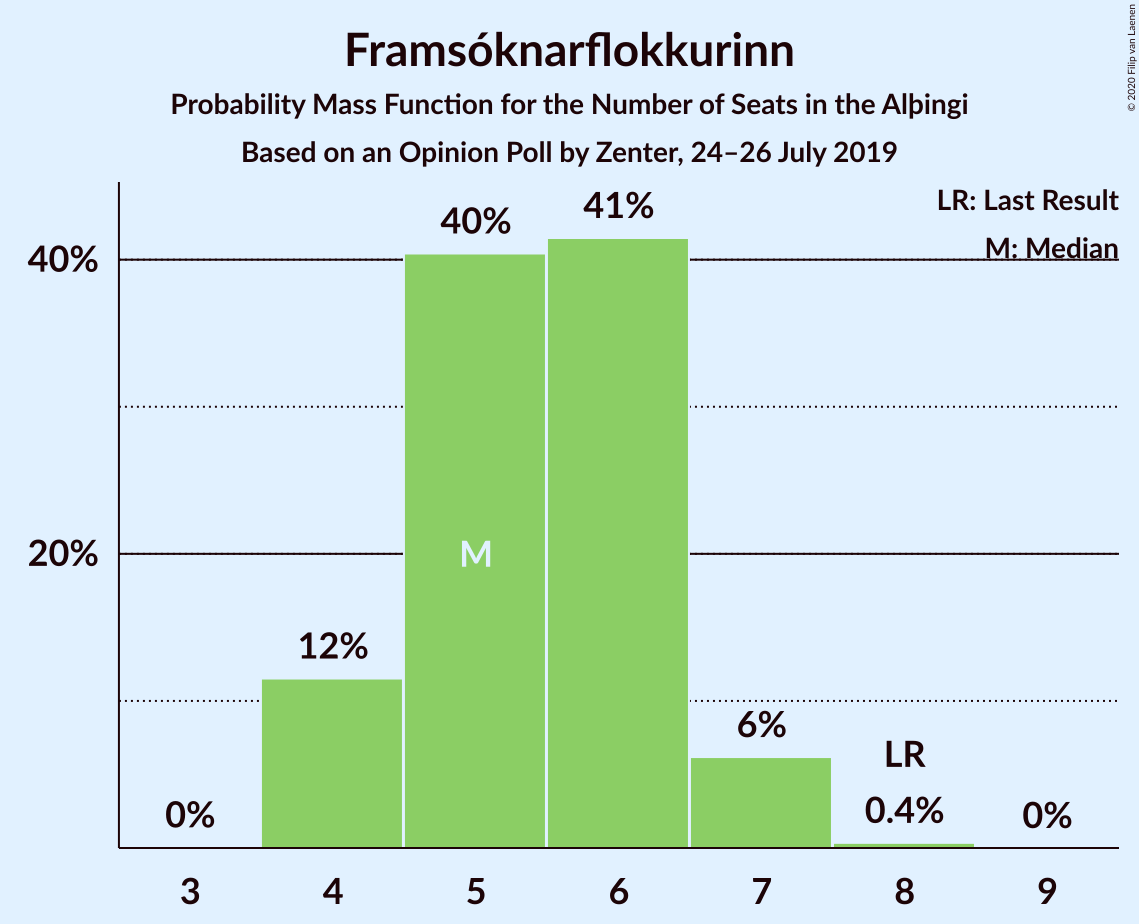 Framsóknarflokkurinn
Probability Mass Function for the Number of Seats in the Alþingi
Based on an Opinion Poll by Zenter, 24–26 July 2019
© 2020 Filip van Laenen
LR: Last Result
M: Median
40%
20%
0%
12%
40%
M
41%
6%
LR
0.4%
0%
3 4 5 6 7 8 9